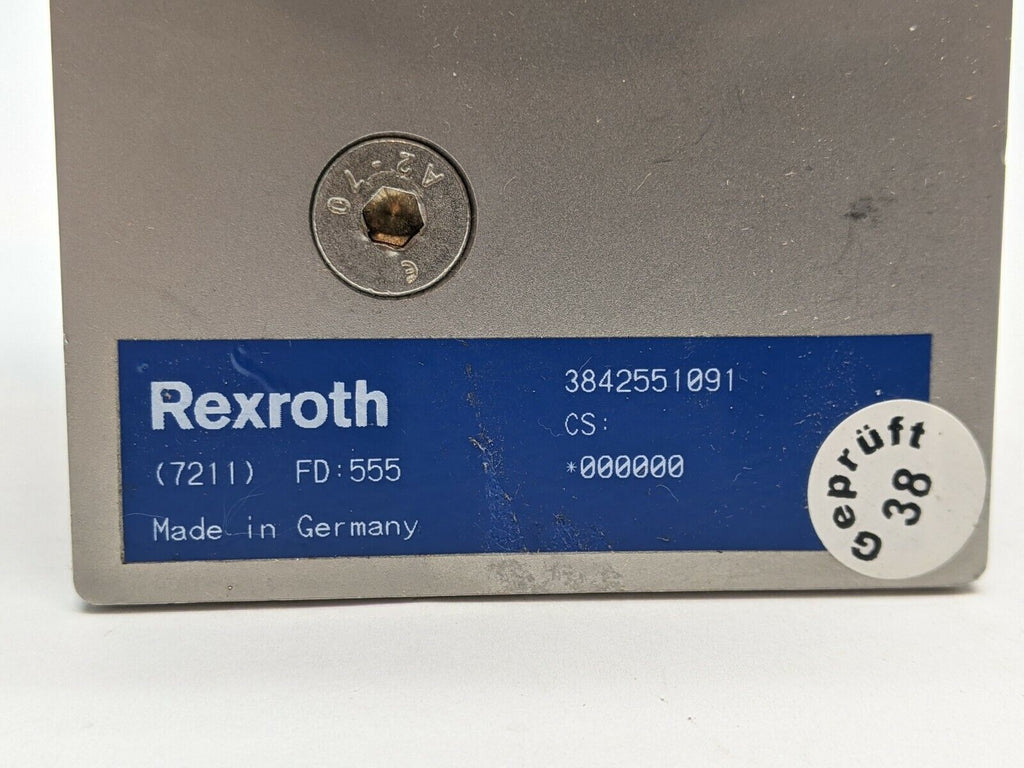 A2-70
Rexroth
(7211) FD:555
Made in Germany
3842551091
CS:
*000000
Geprüft
38